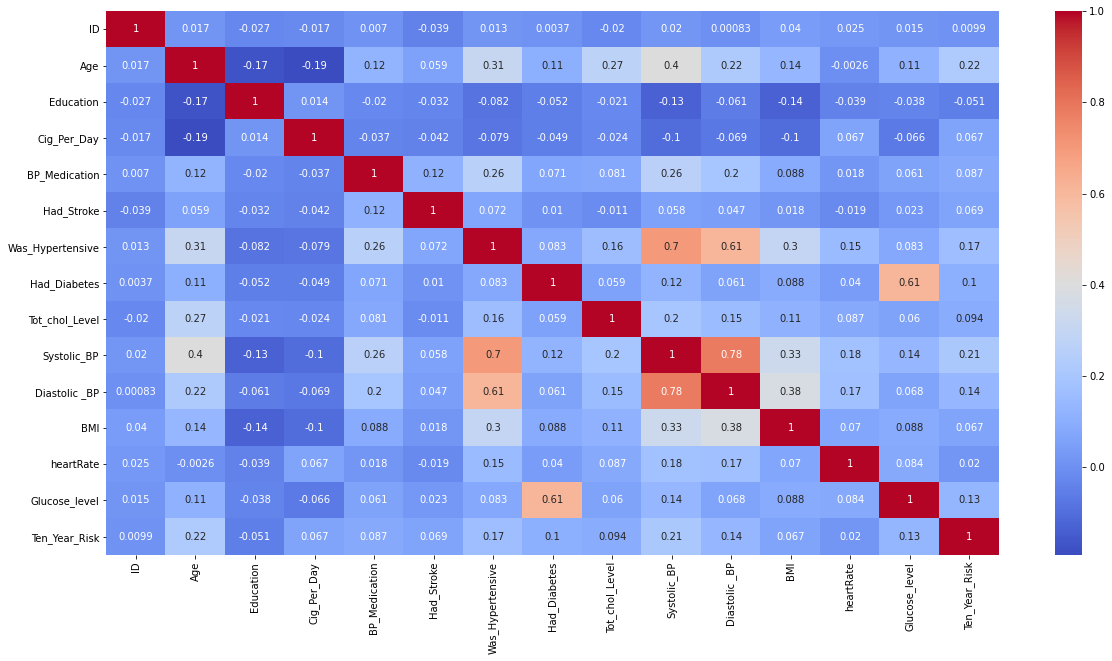 ID 1 0.017 -0.027 -0.017 0.007 -0.039 0.013 0.0037 -0.02 0.02 0.00083 0.04 0.025 0.015 0.0099
Age 0.017 1 -0.17 -0.19 0.12 0.059 0.31 0.11 0.27 0.4 0.22 0.14 -0.0026 0.11 0.22
Education -0.027 -0.17 1 0.014 -0.02 -0.032 -0.082 -0.052 -0.021 -0.13 -0.061 -0.14 -0.039 -0.038 -0.051
Cig_Per_Day -0.017 -0.19 0.014 1 -0.037 -0.042 -0.079 -0.049 -0.024 -0.1 -0.069 -0.1 0.067 -0.066 0.067
BP_Medication 0.007 0.12 -0.02 -0.037 1 0.12 0.26 0.071 0.081 0.26 0.2 0.088 0.018 0.061 0.087
Had_Stroke -0.039 0.059 -0.032 -0.042 0.12 1 0.072 0.01 -0.011 0.058 0.047 0.018 -0.019 0.023 0.069
Was_Hypertensive 0.013 0.31 -0.082 -0.079 0.26 0.072 1 0.083 0.16 0.7 0.61 0.3 0.15 0.083 0.17
Had_Diabetes 0.0037 0.11 -0.052 -0.049 0.071 0.01 0.083 1 0.059 0.12 0.061 0.088 0.04 0.61 0.1
Tot_chol_Level -0.02 0.27 -0.021 -0.024 0.081 -0.011 0.16 0.059 1 0.2 0.15 0.11 0.087 0.06 0.094
Systolic_BP 0.02 0.4 -0.13 -0.1 0.26 0.058 0.7 0.12 0.2 1 0.78 0.33 0.18 0.14 0.21
Diastolic _BP 0.00083 0.22 -0.061 -0.069 0.2 0.047 0.61 0.061 0.15 0.78 1 0.38 0.17 0.068 0.14
BMI 0.04 0.14 -0.14 -0.1 0.088 0.018 0.3 0.088 0.11 0.33 0.38 1 0.07 0.088 0.067
heartRate 0.025 -0.0026 -0.039 0.067 0.018 -0.019 0.15 0.04 0.087 0.18 0.17 0.07 1 0.084 0.02
Glucose_level 0.015 0.11 -0.038 -0.066 0.061 0.023 0.083 0.61 0.06 0.14 0.068 0.088 0.084 1 0.13
Ten_Year_Risk 0.0099 0.22 -0.051 0.067 0.087 0.069 0.17 0.1 0.094 0.21 0.14 0.067 0.02 0.13 1
ID Age Education Cig_Per_Day BP_Medication Had_Stroke Was_Hypertensive Had_Diabetes Tot_chol_Level Systolic_BP Diastolic _BP BMI heartRate Glucose_level Ten_Year_Risk
1.0
0.8
0.6
0.4
0.2
0.0